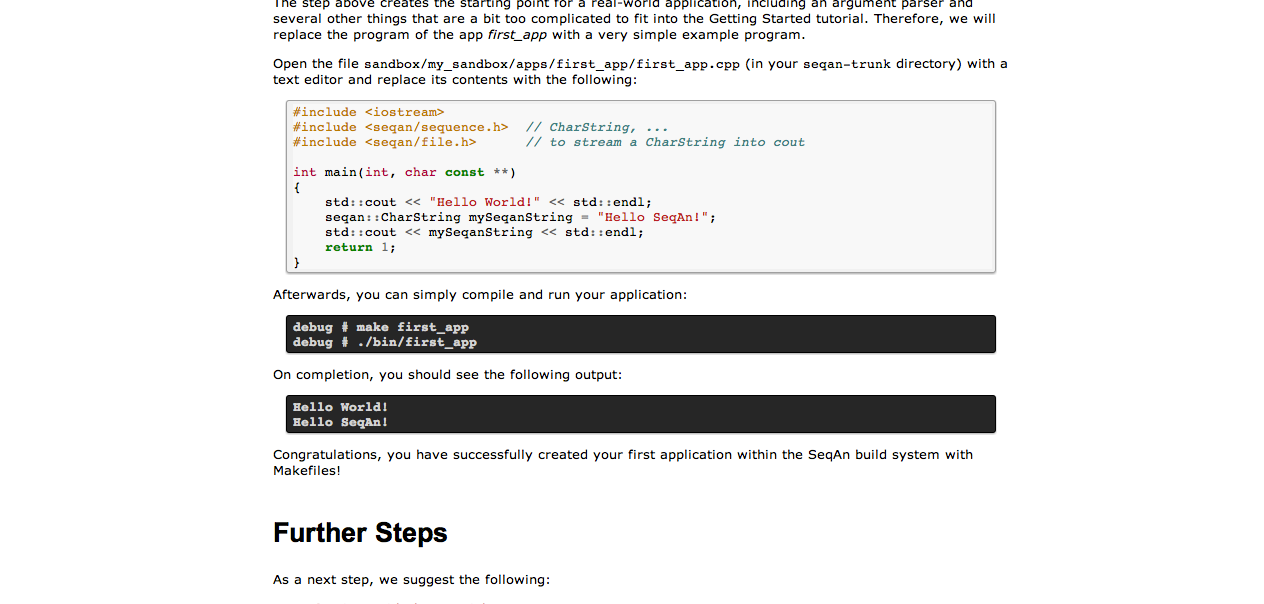 The step above creates the starting point for a real-world application, including an argument parser and
several other things that are a bit too complicated to fit into the Getting Started tutorial. Therefore, we will
replace the program of the app first_app with a very simple example program.
Open the file sandbox/my_sandbox/apps/first_app/first_app.cpp (in your seqan-trunk directory) with a
text editor and replace its contents with the following:
#include <iostream>
#include <seqan/sequence.h>  // CharString, ...
#include <seqan/file.h>      // to stream a CharString into cout
int main(int, char const **)
{
    std::cout << "Hello World!" << std::endl;
    seqan::CharString mySeqanString = "Hello SeqAn!";
    std::cout << mySeqanString << std::endl;
    return 1;
}
Afterwards, you can simply compile and run your application:
debug # make first_app
debug # ./bin/first_app
On completion, you should see the following output:
Hello World!
Hello SeqAn!
Congratulations, you have successfully created your first application within the SeqAn build system with
Makefiles!
Further Steps
As a next step, we suggest the following: